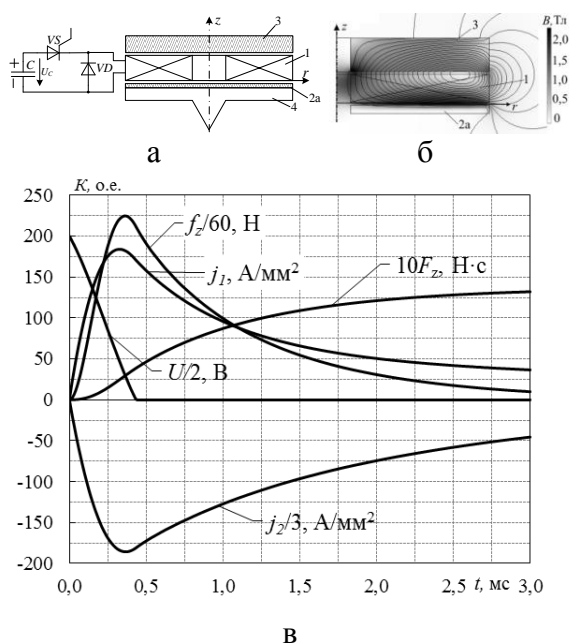 VS
z
3
C
U_C
VD
1
r
2а
4
+
−
z
3
B, Тл
2,0
1,5
1,0
0,5
0
1
r
2а
а
б
K, о.е.
250
200
150
100
50
0
-50
-100
-150
-200
f_z/60, Н
j_1, А/мм²
10F_z, Н·с
U/2, В
j_2/3, А/мм²
0,0 0,5 1,0 1,5 2,0 2,5 t, мс 3,0
в